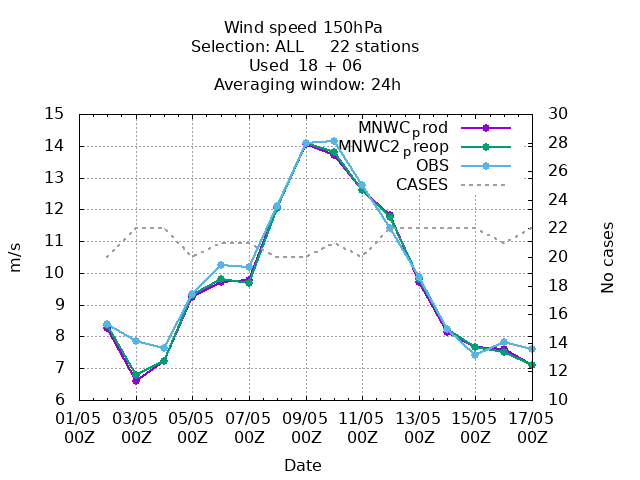 Wind speed 150hPa
Selection: ALL 22 stations
Used 18 + 06
Averaging window: 24h
15 30
14 28
13 26
12 24
11 22
10 20
9 18
8 16
7 14
6 12
10
m/s
No cases
MNWCprod
MNWC2preop
OBS
CASES
01/05 03/05 05/05 07/05 09/05 11/05 13/05 15/05 17/05
00Z 00Z 00Z 00Z 00Z 00Z 00Z 00Z 00Z
Date